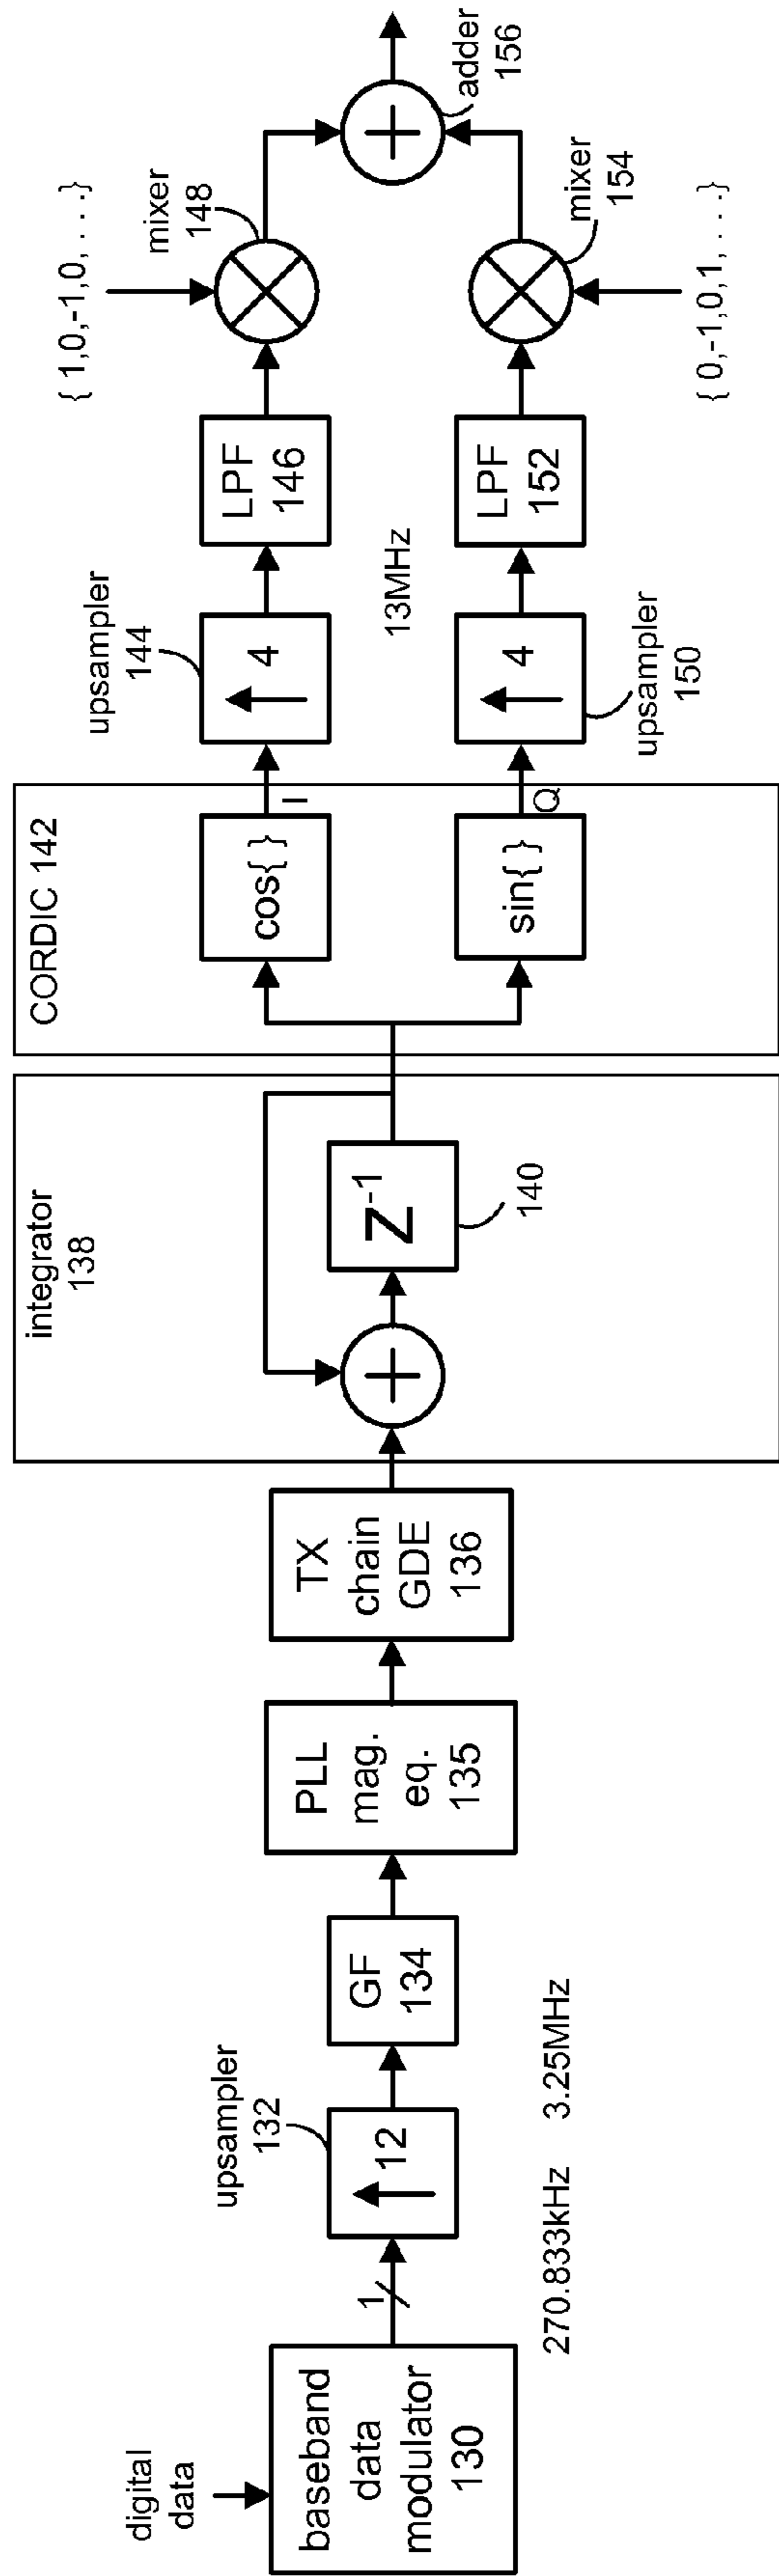 digital
data
baseband
data
modulator
130
1
270.833kHz
upsampler
132
12
3.25MHz
GF
134
PLL
mag.
eq.
135
TX
chain
GDE
136
integrator
138
Z-1
140
CORDIC 142
cos{ }
I
sin{ }
Q
upsampler
144
4
LPF
146
13MHz
4
upsampler
150
LPF
152
{ 1,0,-1,0, . . .}
mixer
148
mixer
154
{ 0,-1,0,1, . . .}
adder
156